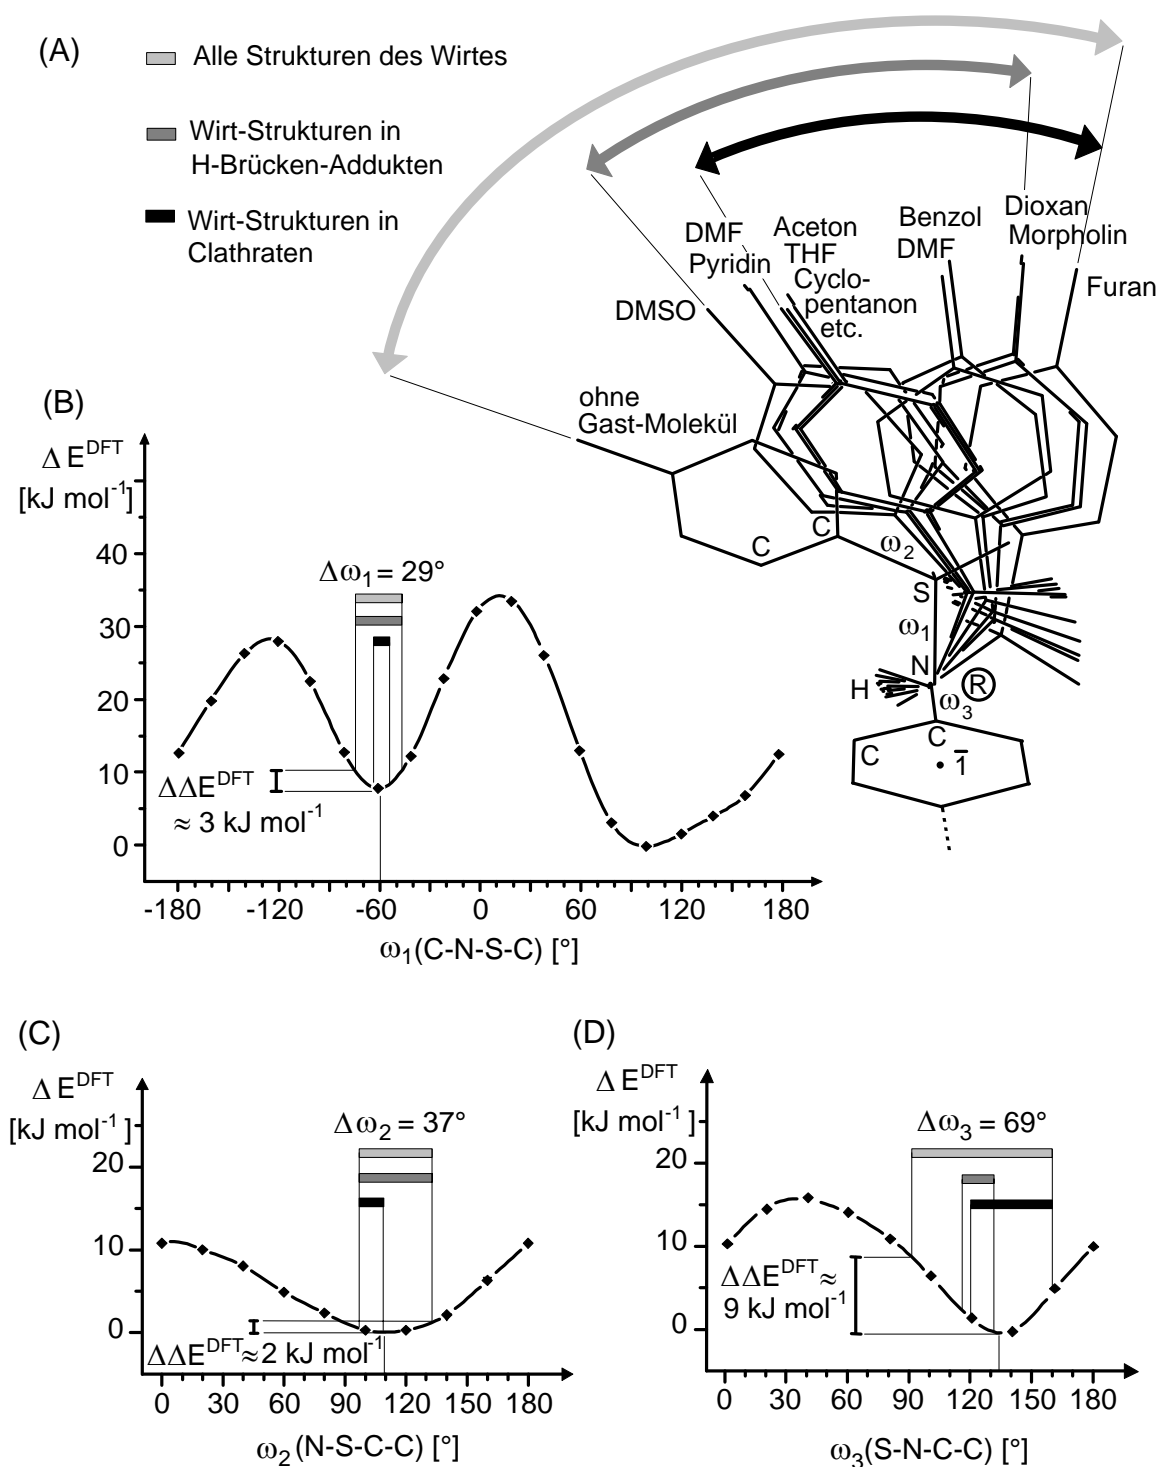 (A)
Alle Strukturen des Wirtes
Wirt-Strukturen in
H-Brücken-Addukten
Wirt-Strukturen in
Clathraten
DMF
Pyridin
Aceton
THF
Cyclo-
pentanon
etc.
Benzol
DMF
Dioxan
Morpholin
Furan
DMSO
ohne
Gast-Molekül
C
C
ω2
S
ω1
N
H
R
ω3
C
C
1̅
(B)
Δ E^DFT
[kJ mol^-1]
Δω1 = 29°
40
30
20
10
0
ΔΔE^DFT
≈ 3 kJ mol^-1
-180 -120 -60 0 60 120 180
ω1(C-N-S-C) [°]
(C)
Δ E^DFT
[kJ mol^-1]
Δω2 = 37°
20
10
0
ΔΔE^DFT≈2 kJ mol^-1
0 30 60 90 120 150 180
ω2(N-S-C-C) [°]
(D)
Δ E^DFT
[kJ mol^-1]
Δω3 = 69°
20
10
0
ΔΔE^DFT≈
9 kJ mol^-1
0 30 60 90 120 150 180
ω3(S-N-C-C) [°]